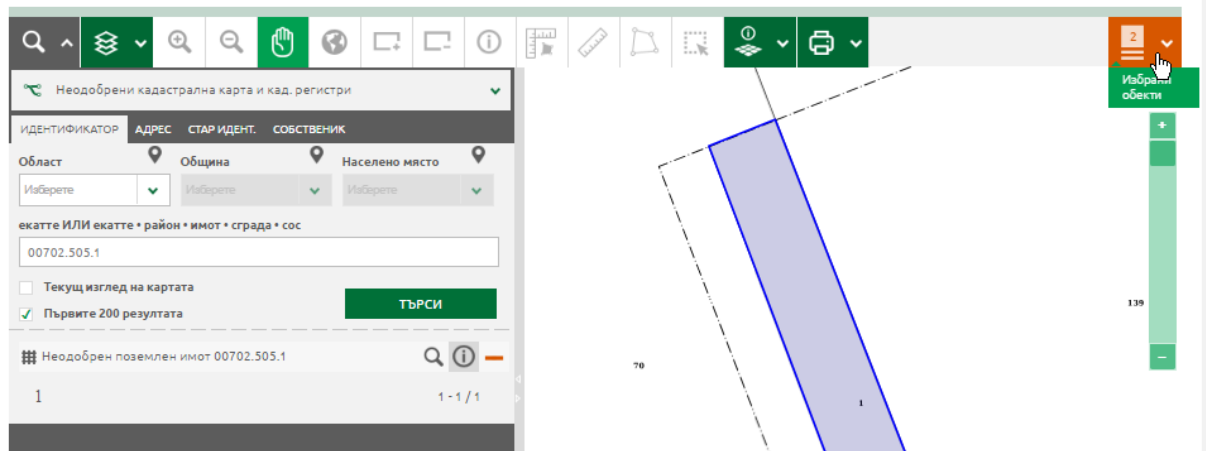 2
Избрани обекти
Неодобрени кадастрална карта и кад. регистри
ИДЕНТИФИКАТОР АДРЕС СТАР ИДЕНТ. СОБСТВЕНИК
Област Община Населено място
Изберете Изберете Изберете
екатте ИЛИ екатте • район • имот • сграда • сос
00702.505.1
Текущ изглед на картата
Първите 200 резултата
ТЪРСИ
Неодобрен поземлен имот 00702.505.1
1 1 - 1 / 1
139
70
1